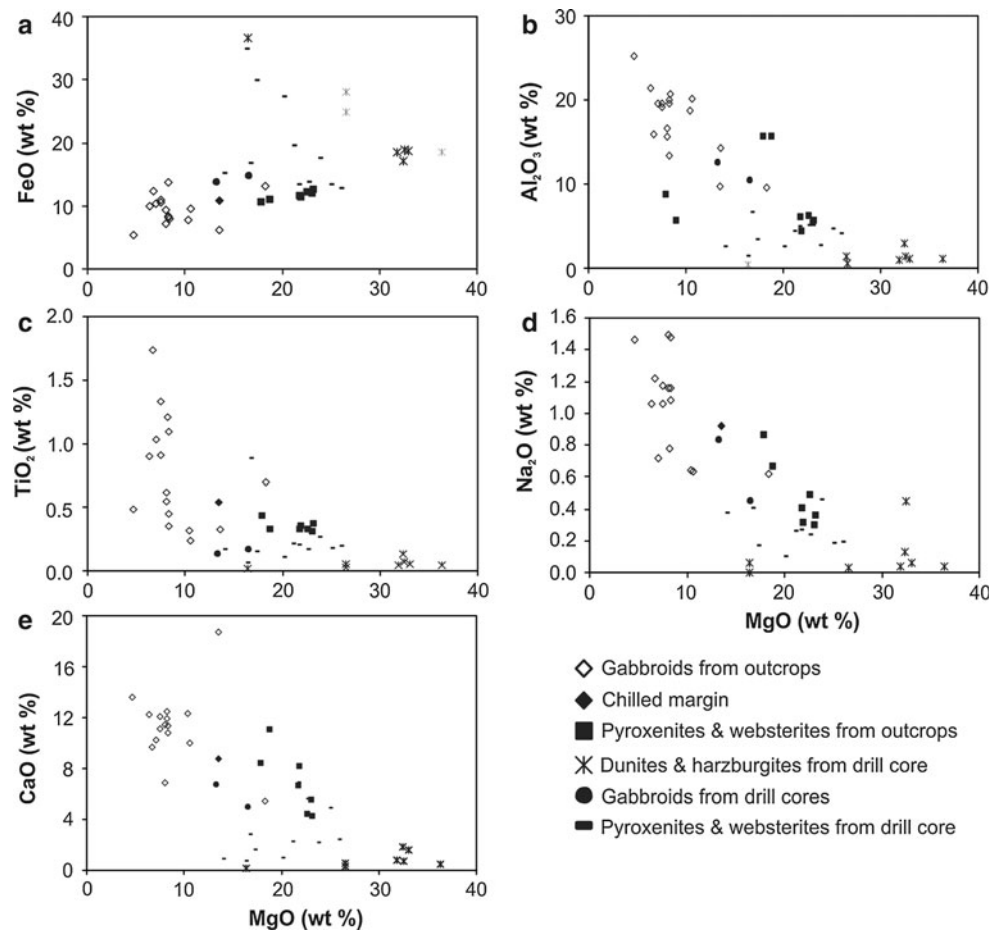 a
40
30
20
10
0
FeO (wt %)
0 10 20 30 40
b
30
20
10
0
Al₂O₃ (wt %)
0 10 20 30 40
c
2.0
1.5
1.0
0.5
0.0
TiO₂ (wt %)
0 10 20 30 40
d
1.6
1.4
1.2
1.0
0.8
0.6
0.4
0.2
0.0
Na₂O (wt %)
0 10 20 30 40
MgO (wt %)
e
20
16
12
8
4
0
CaO (wt %)
0 10 20 30 40
MgO (wt %)
Gabbroids from outcrops
Chilled margin
Pyroxenites & websterites from outcrops
Dunites & harzburgites from drill core
Gabbroids from drill cores
Pyroxenites & websterites from drill core